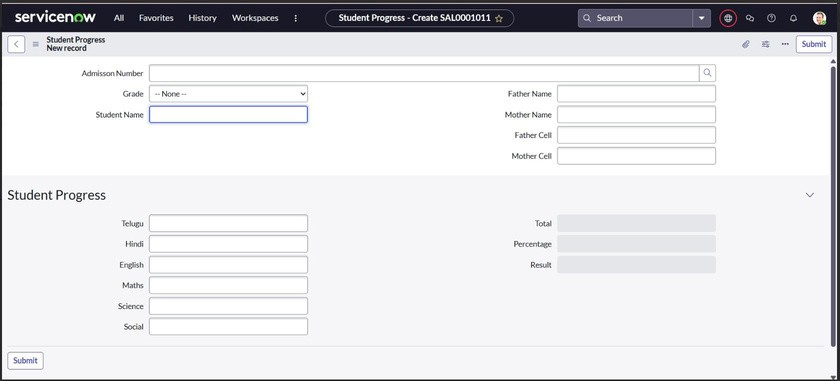 servicenow All Favorites History Workspaces Student Progress - Create SAL0001011 Search
Student Progress
New record
Submit
Admisson Number
Grade -- None -- Father Name
Student Name Mother Name
Father Cell
Mother Cell
Student Progress
Telugu Total
Hindi Percentage
English Result
Maths
Science
Social
Submit